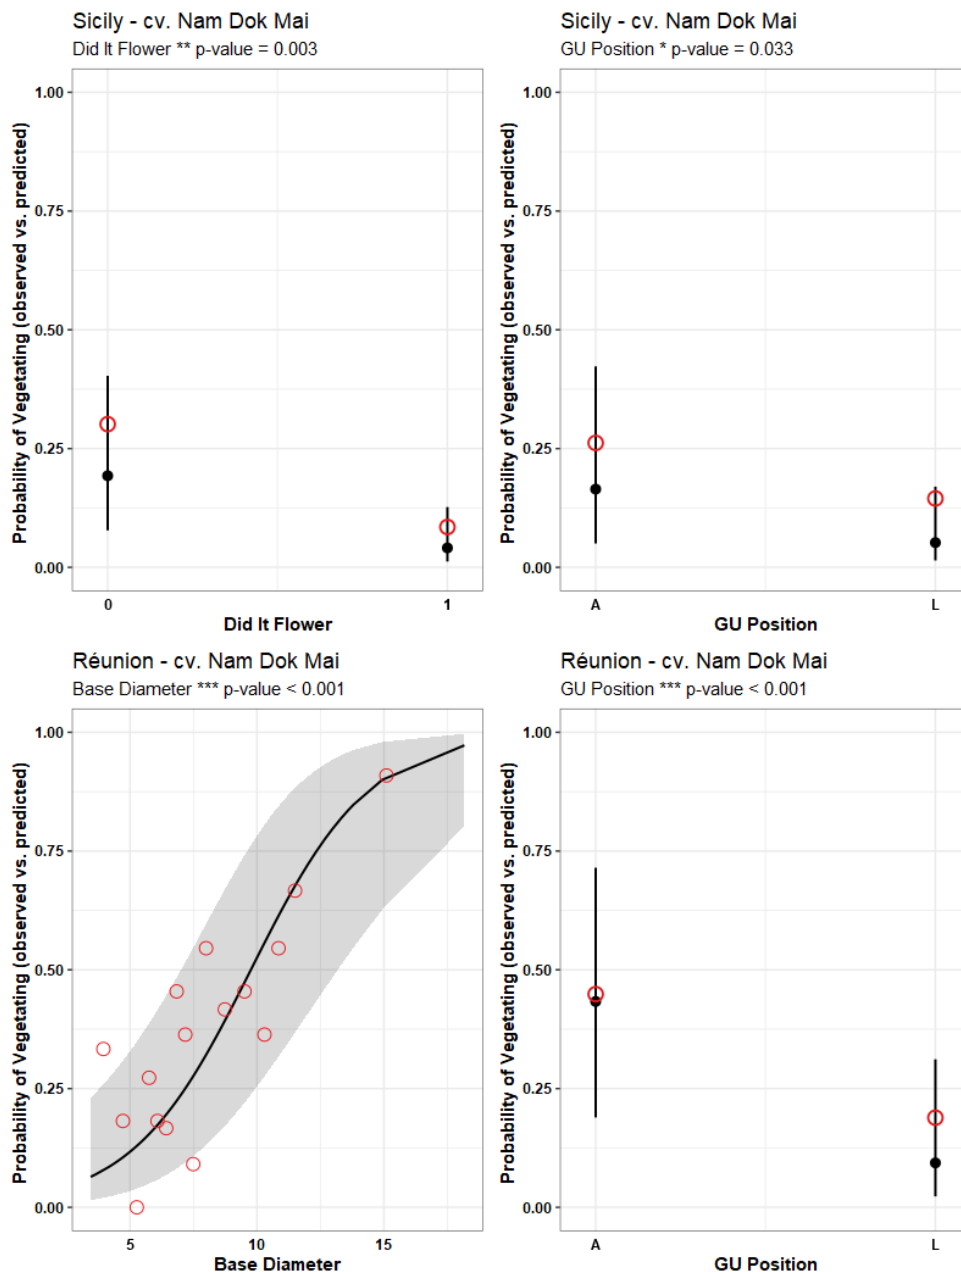 Sicily - cv. Nam Dok Mai
Did It Flower ** p-value = 0.003
Probability of Vegetating (observed vs. predicted)
1.00
0.75
0.50
0.25
0.00
0 1
Did It Flower
Sicily - cv. Nam Dok Mai
GU Position * p-value = 0.033
Probability of Vegetating (observed vs. predicted)
1.00
0.75
0.50
0.25
0.00
A L
GU Position
Réunion - cv. Nam Dok Mai
Base Diameter *** p-value < 0.001
Probability of Vegetating (observed vs. predicted)
1.00
0.75
0.50
0.25
0.00
5 10 15
Base Diameter
Réunion - cv. Nam Dok Mai
GU Position *** p-value < 0.001
Probability of Vegetating (observed vs. predicted)
1.00
0.75
0.50
0.25
0.00
A L
GU Position